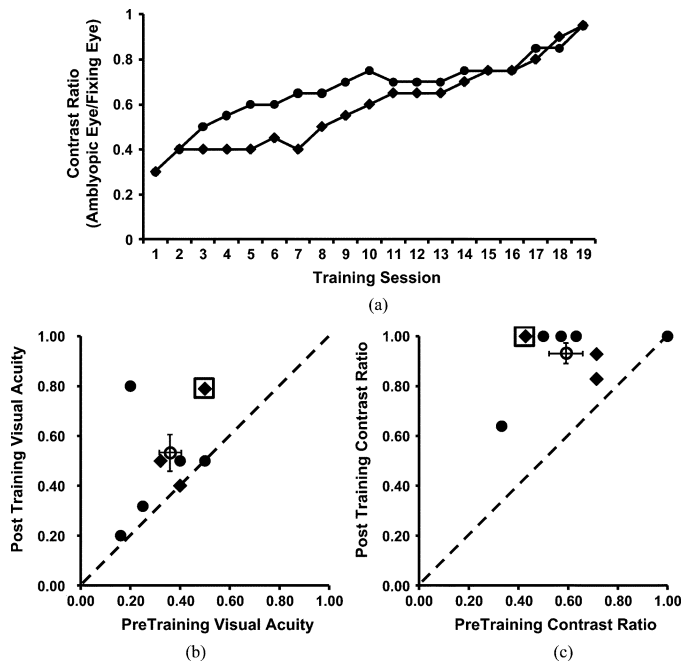 1
0.8
0.6
0.4
0.2
0
Contrast Ratio
(Amblyopic Eye/Fixing Eye)
1 2 3 4 5 6 7 8 9 10 11 12 13 14 15 16 17 18 19
Training Session
(a)
1.00
0.80
0.60
0.40
0.20
0.00
Post Training Visual Acuity
0.20 0.40 0.60 0.80 1.00
PreTraining Visual Acuity
(b)
1.00
0.80
0.60
0.40
0.20
0.00
Post Training Contrast Ratio
0.00 0.20 0.40 0.60 0.80 1.00
PreTraining Contrast Ratio
(c)